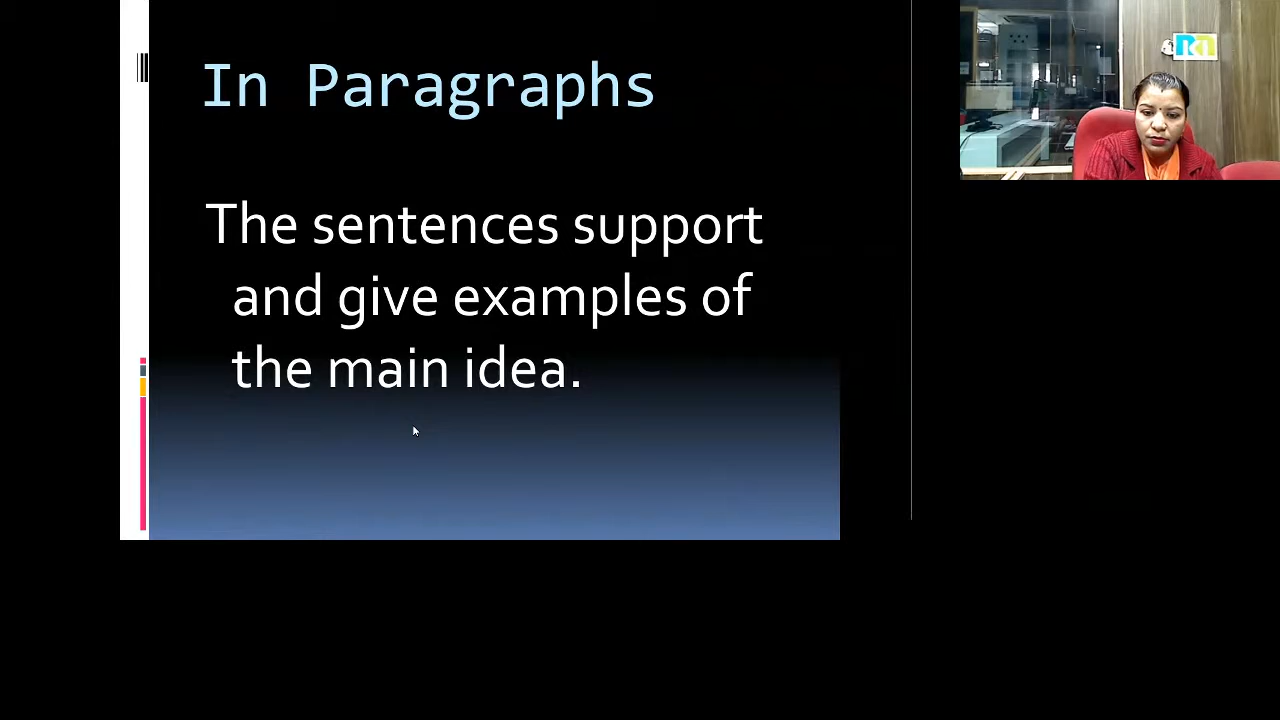 In Paragraphs
The sentences support
and give examples of
the main idea.